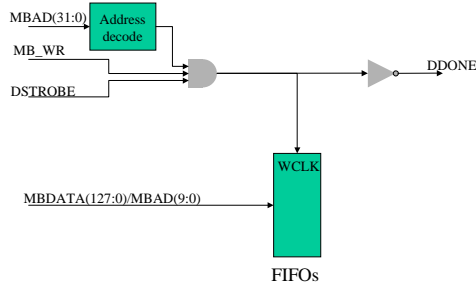 MBAD(31:0)
Address
decode
MB_WR
DSTROBE
DDONE
WCLK
MBDATA(127:0)/MBAD(9:0)
FIFOs